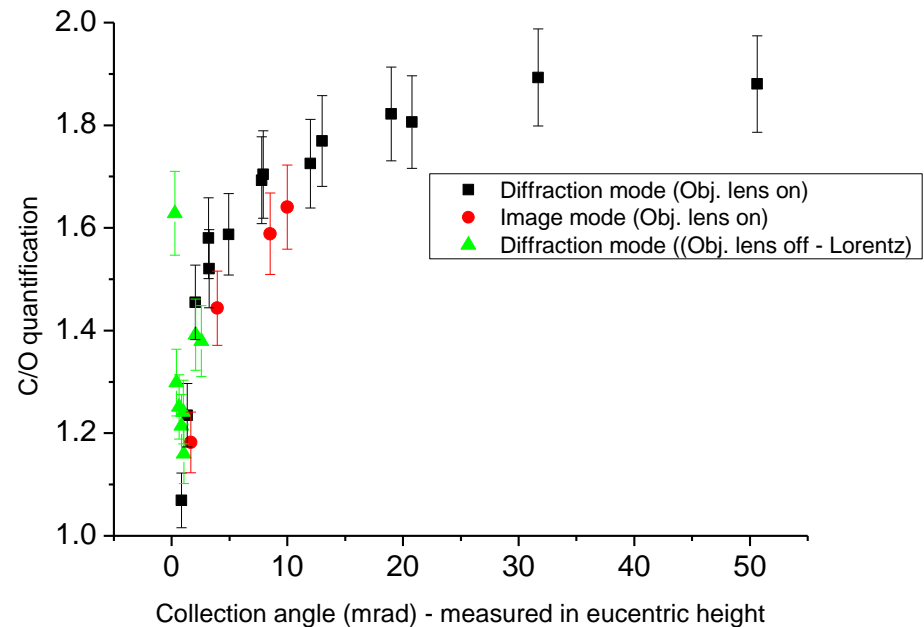 2.0
1.8
1.6
1.4
1.2
1.0
C/O quantification
Diffraction mode (Obj. lens on)
Image mode (Obj. lens on)
Diffraction mode ((Obj. lens off - Lorentz)
0 10 20 30 40 50
Collection angle (mrad) - measured in eucentric height